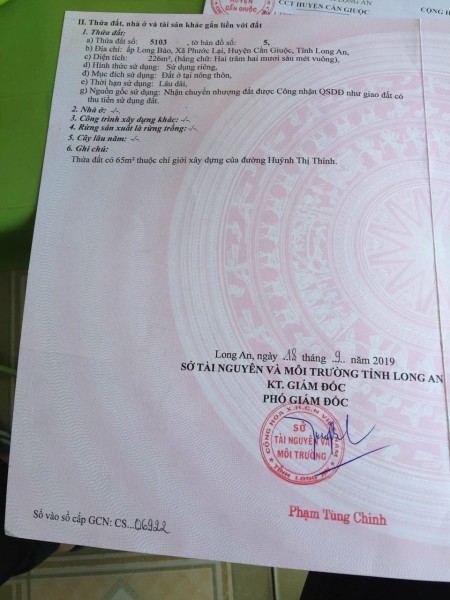 CCT HUYỆN CẦN GIUỘC
CỘNG H
II. Thửa đất, nhà ở và tài sản khác gắn liền với đất
1. Thửa đất:
a) Thửa đất số: 5103 , tờ bản đồ số: 5,
b) Địa chỉ: ấp Long Bào, Xã Phước Lại, Huyện Cần Giuộc, Tỉnh Long An,
c) Diện tích: 226m², (bằng chữ: Hai trăm hai mươi sáu mét vuông),
d) Hình thức sử dụng: Sử dụng riêng,
đ) Mục đích sử dụng: Đất ở tại nông thôn,
e) Thời hạn sử dụng: Lâu dài,
g) Nguồn gốc sử dụng: Nhận chuyển nhượng đất được Công nhận QSDĐ như giao đất có
thu tiền sử dụng đất.
2. Nhà ở: -/-
3. Công trình xây dựng khác: -/-
4. Rừng sản xuất là rừng trồng: -/-
5. Cây lâu năm: -/-
6. Ghi chú:
Thửa đất có 65m² thuộc chỉ giới xây dựng của đường Huỳnh Thị Thinh.
Long An, ngày 18 tháng 9 năm 2019
SỞ TÀI NGUYÊN VÀ MÔI TRƯỜNG TỈNH LONG AN
KT. GIÁM ĐỐC
PHÓ GIÁM ĐỐC
CỘNG HÒA X.H.C.N VIỆT NAM
SỞ
TÀI NGUYÊN VÀ
MÔI TRƯỜNG
TỈNH LONG AN
Phạm Tùng Chinh
Số vào sổ cấp GCN: CS...06922